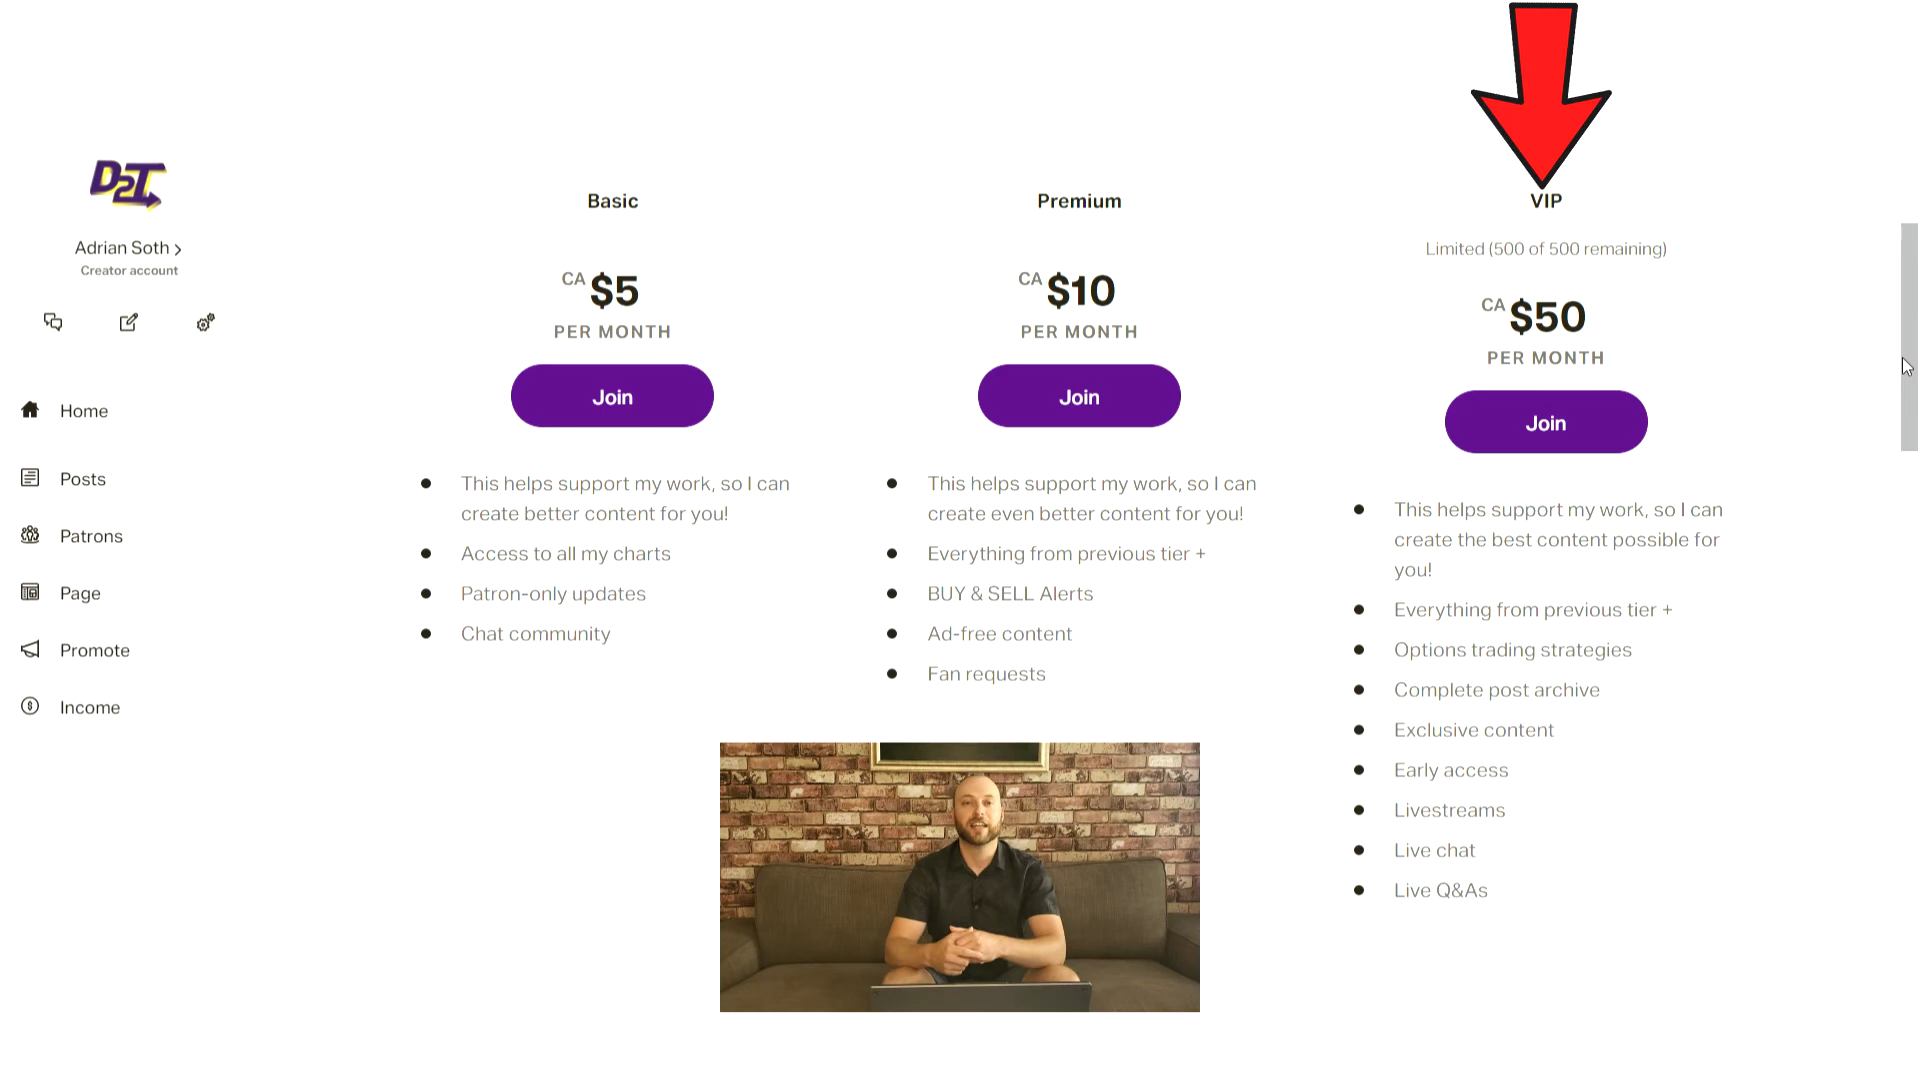 D2T
Adrian Soth
Creator account
Home
Posts
Patrons
Page
Promote
Income
Basic
CA $5
PER MONTH
Join
This helps support my work, so I can
create better content for you!
Access to all my charts
Patron-only updates
Chat community
Premium
CA $10
PER MONTH
Join
This helps support my work, so I can
create even better content for you!
Everything from previous tier +
BUY & SELL Alerts
Ad-free content
Fan requests
VIP
Limited (500 of 500 remaining)
CA $50
PER MONTH
Join
This helps support my work, so I can
create the best content possible for
you!
Everything from previous tier +
Options trading strategies
Complete post archive
Exclusive content
Early access
Livestreams
Live chat
Live Q&As